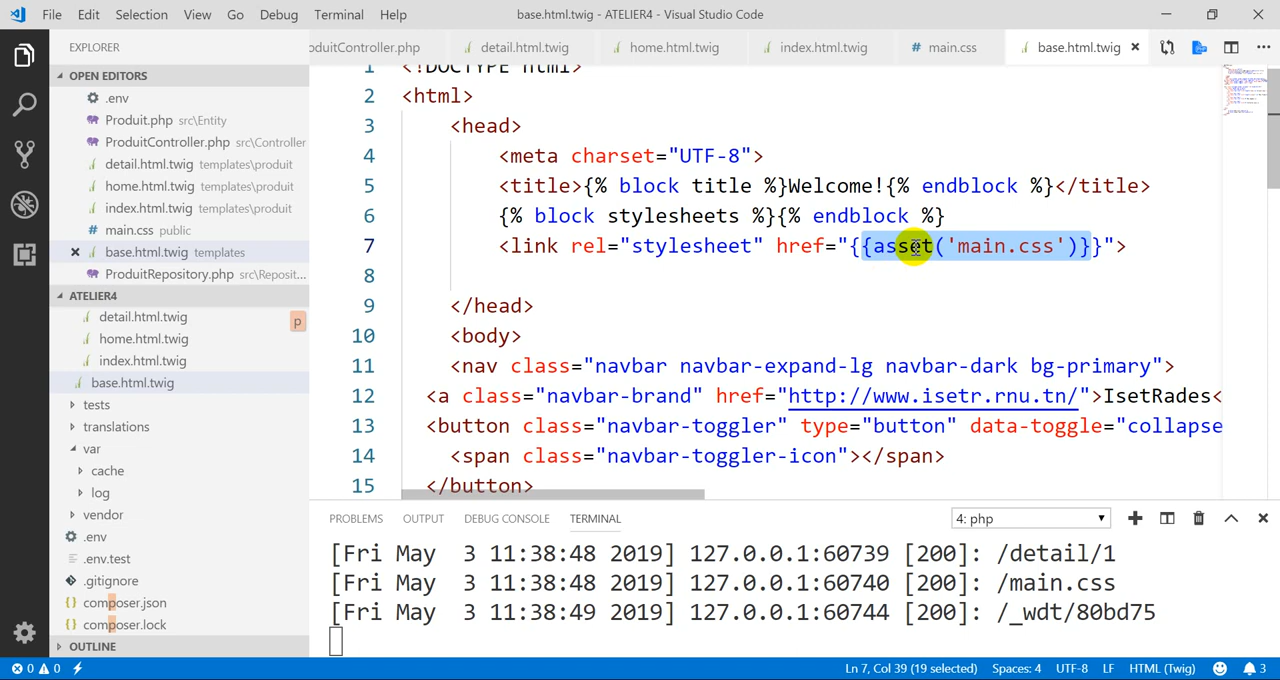 File Edit Selection View Go Debug Terminal Help
base.html.twig - ATELIER4 - Visual Studio Code
EXPLORER
OPEN EDITORS
.env
Produit.php src\Entity
ProduitController.php src\Controller
detail.html.twig templates\produit
home.html.twig templates\produit
index.html.twig templates\produit
main.css public
base.html.twig templates
ProduitRepository.php src\Reposit...
ATELIER4
detail.html.twig
p
home.html.twig
index.html.twig
base.html.twig
tests
translations
var
cache
log
vendor
.env
.env.test
.gitignore
composer.json
composer.lock
OUTLINE
oduitController.php detail.html.twig home.html.twig index.html.twig # main.css base.html.twig
1 <!DOCTYPE html>
2 <html>
3 <head>
4 <meta charset="UTF-8">
5 <title>{% block title %}Welcome!{% endblock %}</title>
6 {% block stylesheets %}{% endblock %}
7 <link rel="stylesheet" href="{{asset('main.css')}}">
8
9 </head>
10 <body>
11 <nav class="navbar navbar-expand-lg navbar-dark bg-primary">
12 <a class="navbar-brand" href="http://www.isetr.rnu.tn/">IsetRades<
13 <button class="navbar-toggler" type="button" data-toggle="collapse
14 <span class="navbar-toggler-icon"></span>
15 </button>
PROBLEMS OUTPUT DEBUG CONSOLE TERMINAL 4: php
[Fri May  3 11:38:48 2019] 127.0.0.1:60739 [200]: /detail/1
[Fri May  3 11:38:48 2019] 127.0.0.1:60740 [200]: /main.css
[Fri May  3 11:38:49 2019] 127.0.0.1:60744 [200]: /_wdt/80bd75
0 0 Ln 7, Col 39 (19 selected) Spaces: 4 UTF-8 LF HTML (Twig) 3